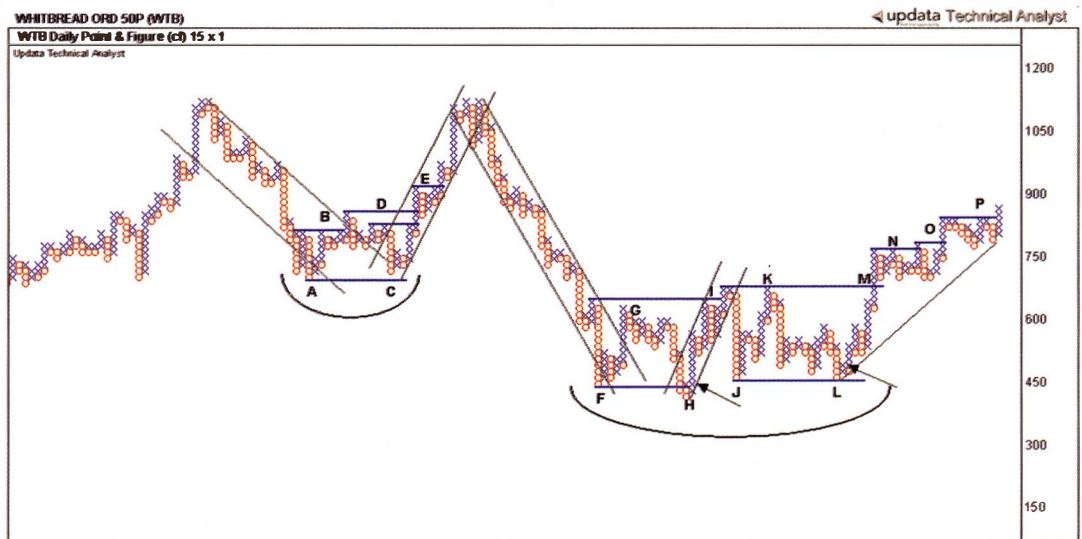 WHITBREAD ORD 50P (WTB)
updata Technical Analyst
WTB Daily Point & Figure (cl) 15 x 1
Updata Technical Analyst
1200
1050
900
750
600
450
300
150
A
B
C
D
E
F
G
H
I
J
K
L
M
N
O
P